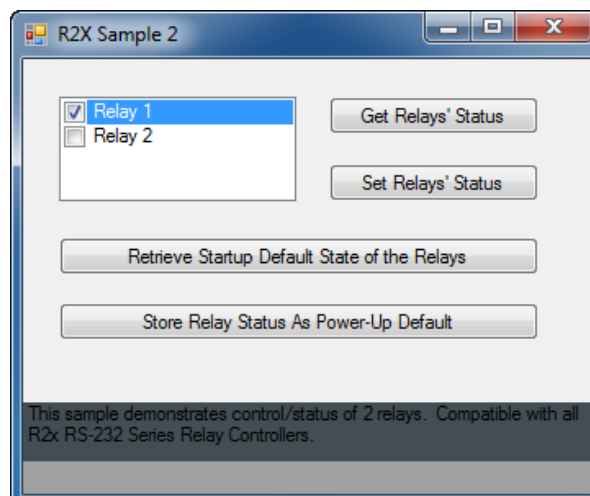 R2X Sample 2
Relay 1
Relay 2
Get Relays' Status
Set Relays' Status
Retrieve Startup Default State of the Relays
Store Relay Status As Power-Up Default
This sample demonstrates control/status of 2 relays.  Compatible with all
R2x RS-232 Series Relay Controllers.